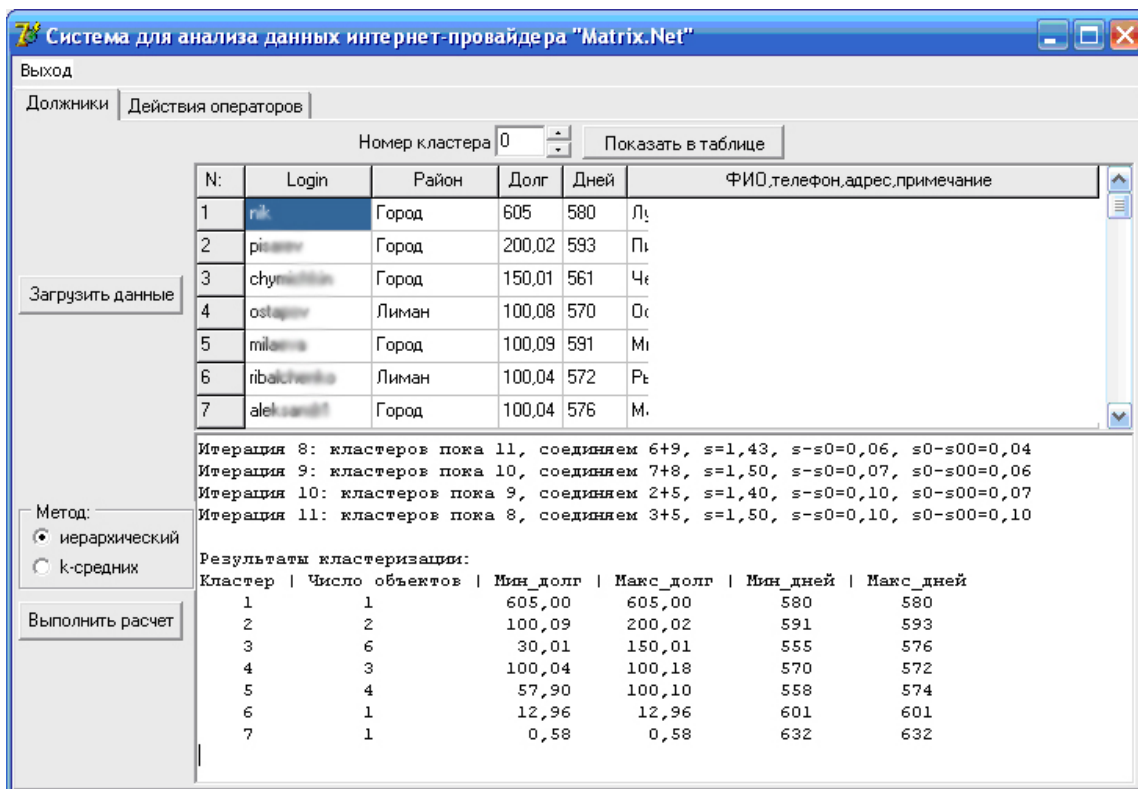 Система для анализа данных интернет-провайдера "Matrix.Net"
Выход
Должники Действия операторов
Номер кластера 0 Показать в таблице
N: Login Район Долг Дней ФИО,телефон,адрес,примечание
1 nik Город 605 580
2 Город 200,02 593
3 Город 150,01 561
4 Лиман 100,08 570
5 Город 100,09 591
6 Лиман 100,04 572
7 Город 100,04 576
Загрузить данные
Метод:
иерархический
k-средних
Выполнить расчет
Итерация 8: кластеров пока 11, соединяем 6+9, s=1,43, s-s0=0,06, s0-s00=0,04
Итерация 9: кластеров пока 10, соединяем 7+8, s=1,50, s-s0=0,07, s0-s00=0,06
Итерация 10: кластеров пока 9, соединяем 2+5, s=1,40, s-s0=0,10, s0-s00=0,07
Итерация 11: кластеров пока 8, соединяем 3+5, s=1,50, s-s0=0,10, s0-s00=0,10
Результаты кластеризации:
Кластер | Число объектов | Мин_долг | Макс_долг | Мин_дней | Макс_дней
1 1 605,00 605,00 580 580
2 2 100,09 200,02 591 593
3 6 30,01 150,01 555 576
4 3 100,04 100,18 570 572
5 4 57,90 100,10 558 574
6 1 12,96 12,96 601 601
7 1 0,58 0,58 632 632